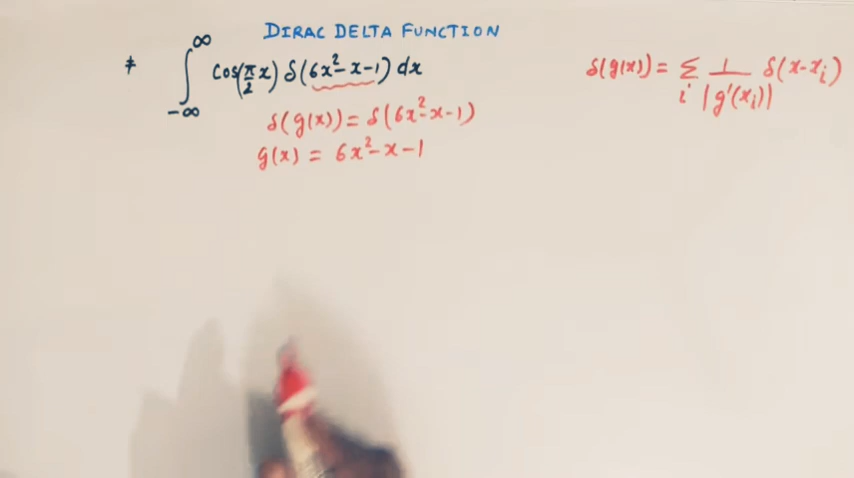 DIRAC DELTA FUNCTION
* ∫_{-∞}^{∞} cos(π/2 x) δ(6x²-x-1) dx
δ(g(x)) = Σ_i 1/|g'(x_i)| δ(x-x_i)
δ(g(x)) = δ(6x²-x-1)
g(x) = 6x²-x-1